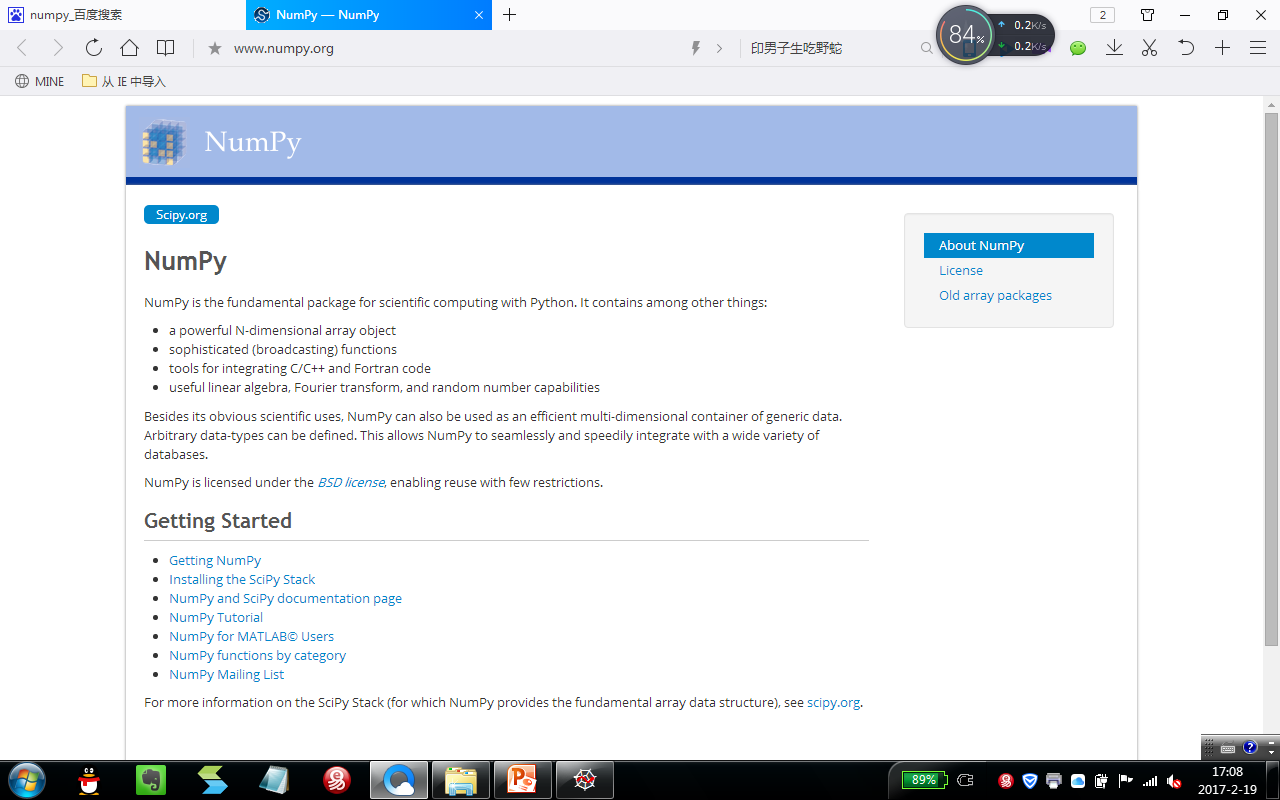 numpy_百度搜索
NumPy — NumPy
2
84%
0.2K/s
0.2K/s
www.numpy.org
印男子生吃野蛇
MINE
从 IE 中导入
NumPy
Scipy.org
About NumPy
License
Old array packages
NumPy
NumPy is the fundamental package for scientific computing with Python. It contains among other things:
a powerful N-dimensional array object
sophisticated (broadcasting) functions
tools for integrating C/C++ and Fortran code
useful linear algebra, Fourier transform, and random number capabilities
Besides its obvious scientific uses, NumPy can also be used as an efficient multi-dimensional container of generic data.
Arbitrary data-types can be defined. This allows NumPy to seamlessly and speedily integrate with a wide variety of
databases.
NumPy is licensed under the BSD license, enabling reuse with few restrictions.
Getting Started
Getting NumPy
Installing the SciPy Stack
NumPy and SciPy documentation page
NumPy Tutorial
NumPy for MATLAB© Users
NumPy functions by category
NumPy Mailing List
For more information on the SciPy Stack (for which NumPy provides the fundamental array data structure), see scipy.org.
89%
17:08
2017-2-19